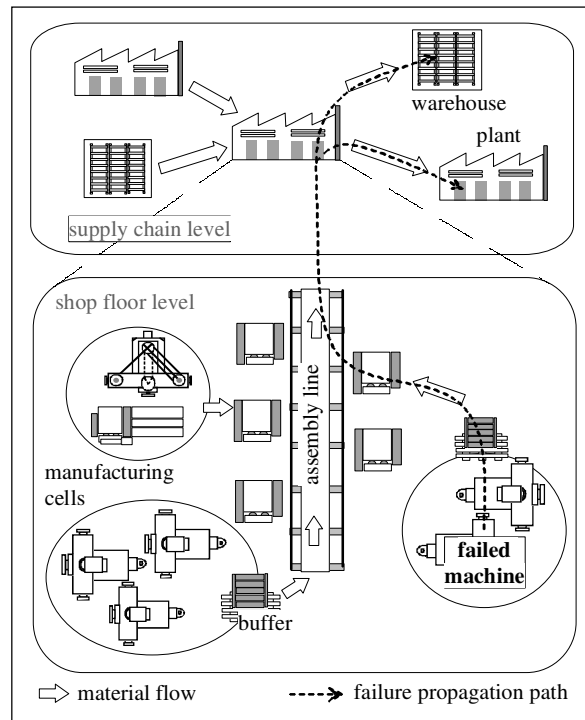 warehouse
plant
supply chain level
shop floor level
assembly line
manufacturing
cells
failed
machine
buffer
material flow
failure propagation path